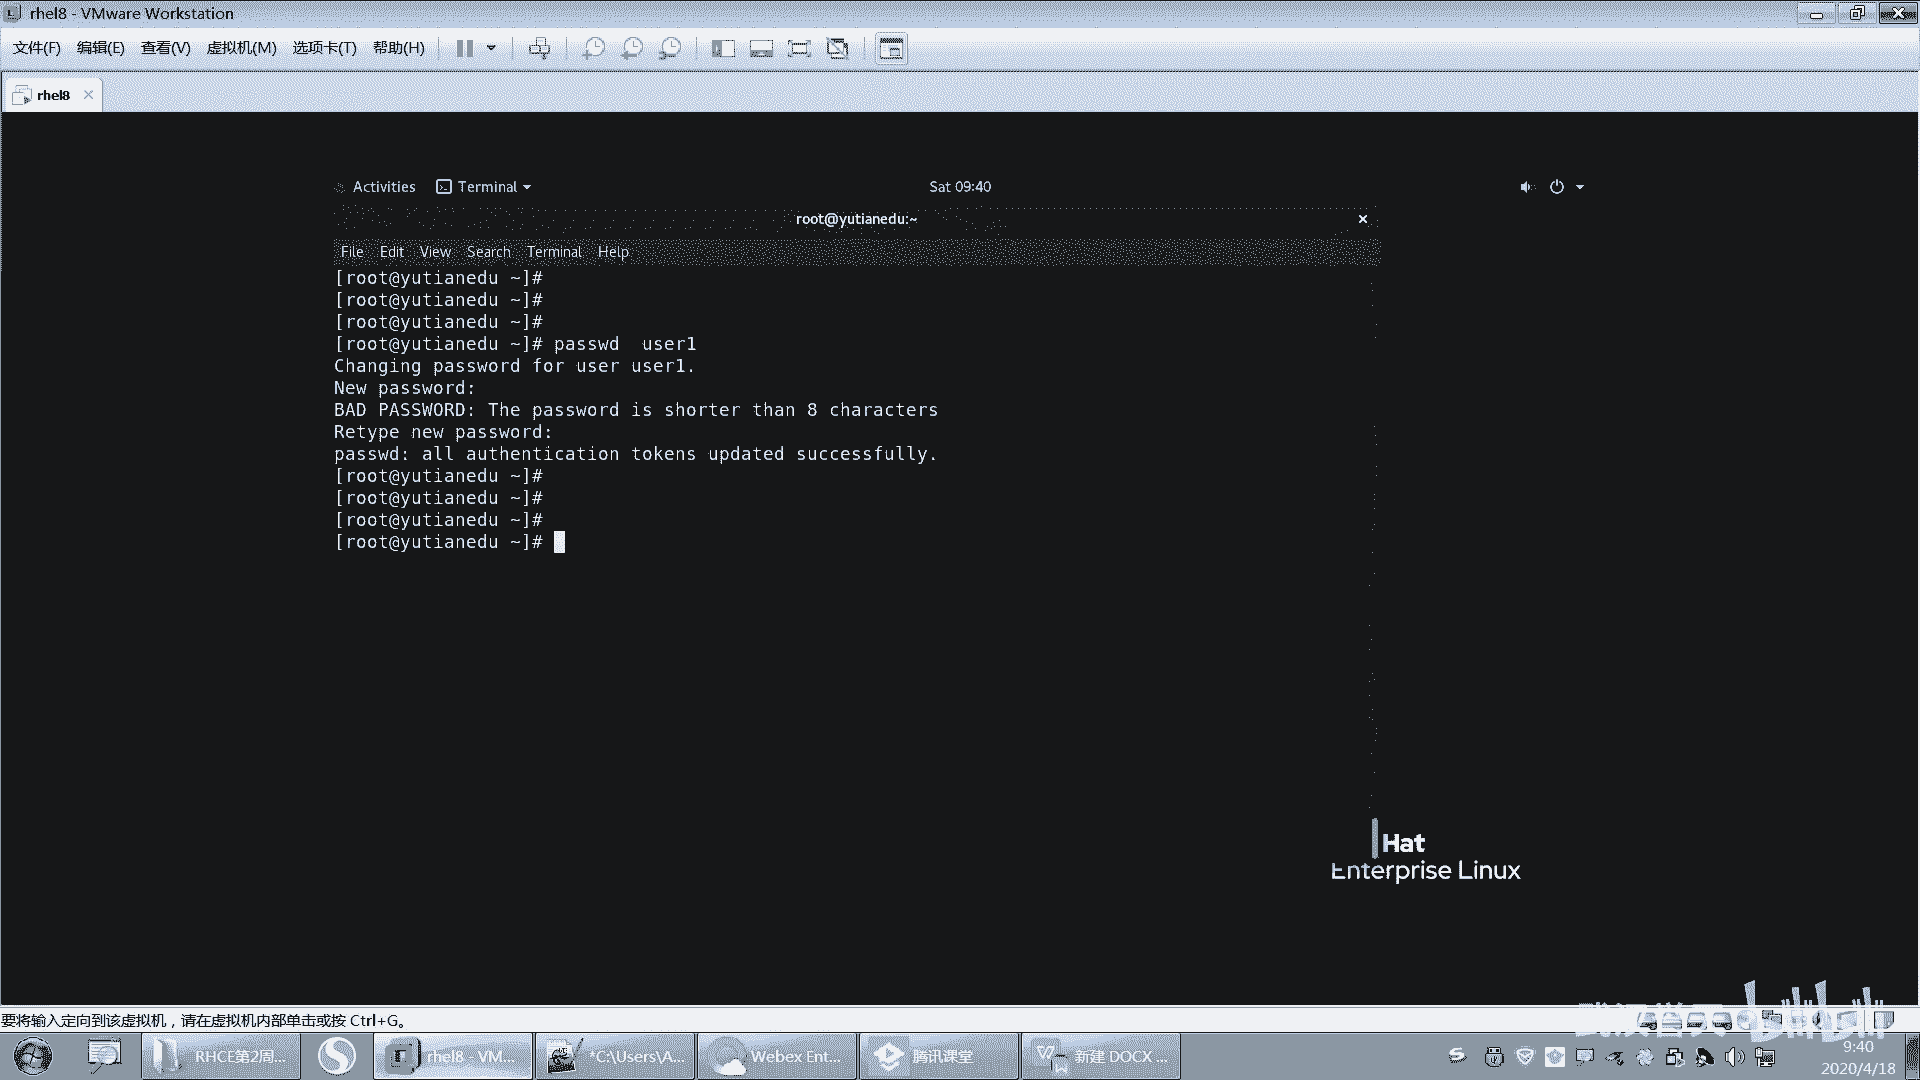 rhel8 - VMware Workstation
文件(F) 编辑(E) 查看(V) 虚拟机(M) 选项卡(T) 帮助(H)
rhel8
Activities Terminal Sat 09:40
root@yutianedu:~
File Edit View Search Terminal Help
[root@yutianedu ~]#
[root@yutianedu ~]#
[root@yutianedu ~]#
[root@yutianedu ~]# passwd  user1
Changing password for user user1.
New password:
BAD PASSWORD: The password is shorter than 8 characters
Retype new password:
passwd: all authentication tokens updated successfully.
[root@yutianedu ~]#
[root@yutianedu ~]#
[root@yutianedu ~]#
[root@yutianedu ~]#
Hat
Enterprise Linux
要将输入定向到该虚拟机，请在虚拟机内部单击或按 Ctrl+G。
bilibili
RHCE第2周... rhel8 - VM... *C:\Users\A... Webex Ent... 腾讯课堂 新建 DOCX ...
9:40
2020/4/18